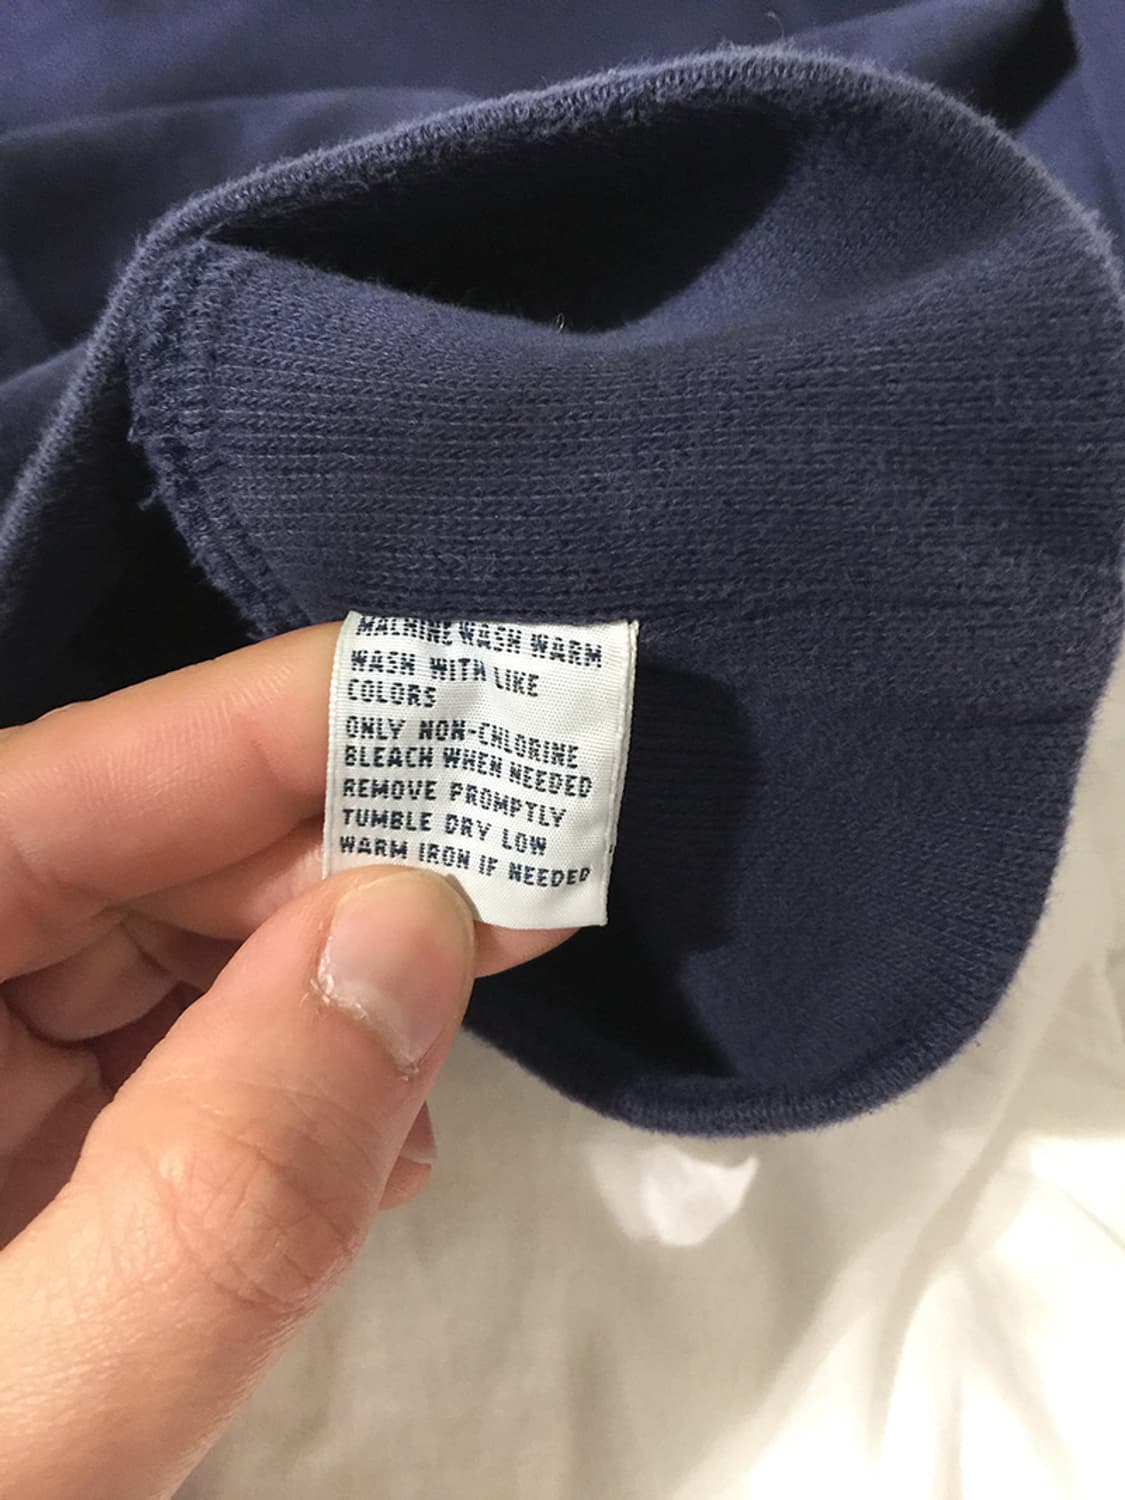 MACHINE WASH WARM
WASH WITH LIKE
COLORS
ONLY NON-CHLORINE
BLEACH WHEN NEEDED
REMOVE PROMPTLY
TUMBLE DRY LOW
WARM IRON IF NEEDED